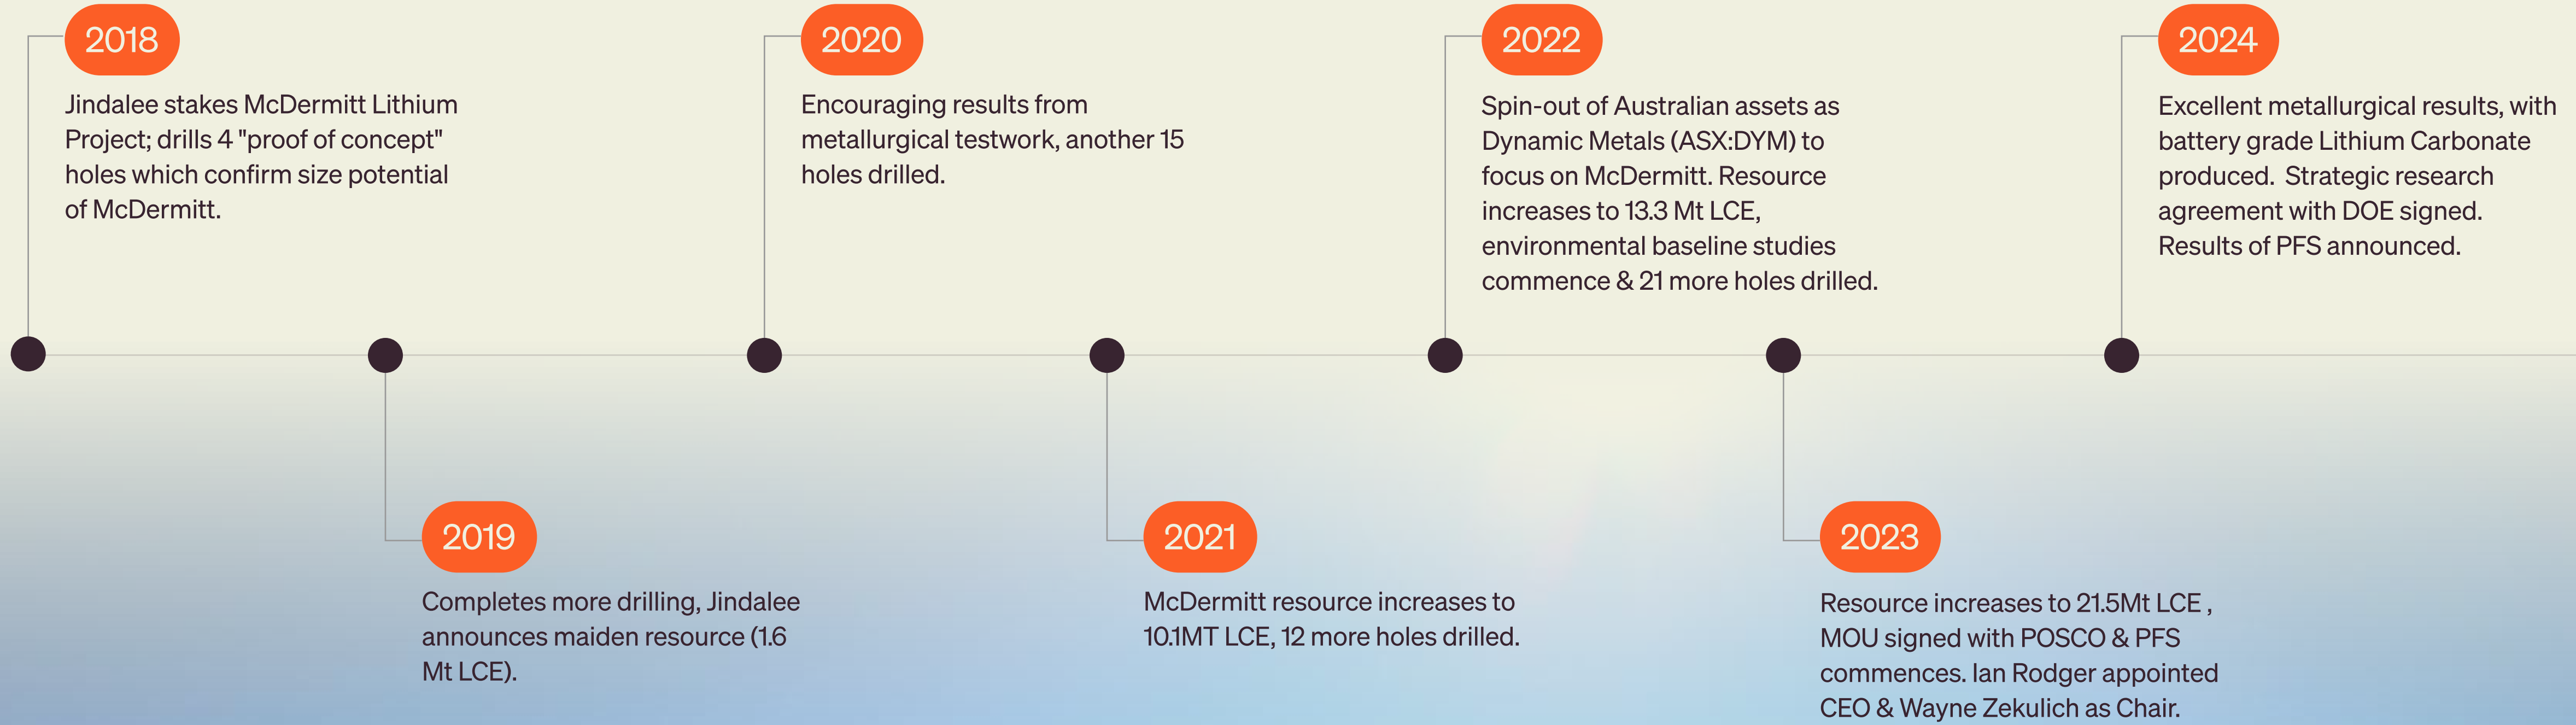 2018
Jindalee stakes McDermitt Lithium
Project; drills 4 "proof of concept"
holes which confirm size potential
of McDermitt.
2019
Completes more drilling, Jindalee
announces maiden resource (1.6
Mt LCE).
2020
Encouraging results from
metallurgical testwork, another 15
holes drilled.
2021
McDermitt resource increases to
10.1MT LCE, 12 more holes drilled.
2022
Spin-out of Australian assets as
Dynamic Metals (ASX:DYM) to
focus on McDermitt. Resource
increases to 13.3 Mt LCE,
environmental baseline studies
commence & 21 more holes drilled.
2023
Resource increases to 21.5Mt LCE ,
MOU signed with POSCO & PFS
commences. Ian Rodger appointed
CEO & Wayne Zekulich as Chair.
2024
Excellent metallurgical results, with
battery grade Lithium Carbonate
produced.  Strategic research
agreement with DOE signed.
Results of PFS announced.